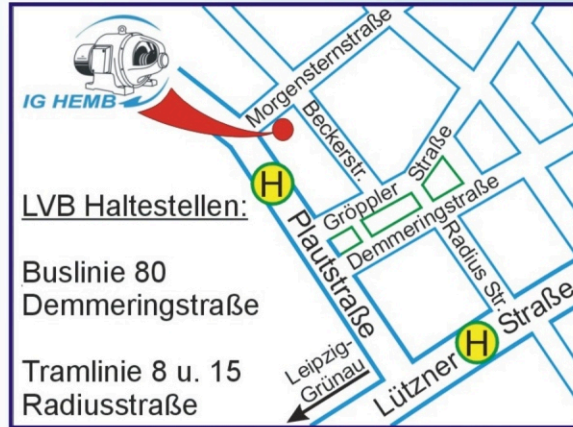 IG HEMB
LVB Haltestellen:
Buslinie 80
Demmeringstraße
Tramlinie 8 u. 15
Radiusstraße
Morgensternstraße
Beckerstr.
Gröppler Straße
Demmeringstraße
H
Plautstraße
Radius Str.
H
Lützner Straße
Leipzig-
Grünau